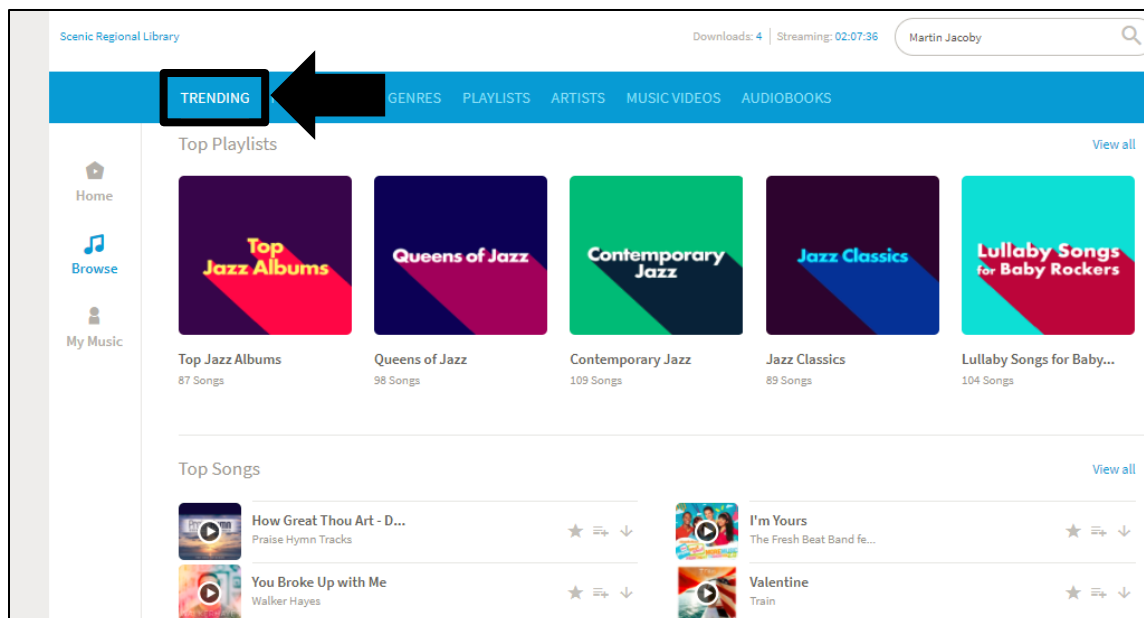 Scenic Regional Library
Downloads: 4 | Streaming: 02:07:36
Martin Jacoby
TRENDING GENRES PLAYLISTS ARTISTS MUSIC VIDEOS AUDIOBOOKS
Top Playlists View all
Home
Browse
My Music
Top
Jazz Albums
Queens of Jazz
Contemporary
Jazz
Jazz Classics
Lullaby Songs
for Baby Rockers
Top Jazz Albums Queens of Jazz Contemporary Jazz Jazz Classics Lullaby Songs for Baby...
87 Songs 98 Songs 109 Songs 89 Songs 104 Songs
Top Songs View all
How Great Thou Art - D...
Praise Hymn Tracks
I'm Yours
The Fresh Beat Band fe...
You Broke Up with Me
Walker Hayes
Valentine
Train